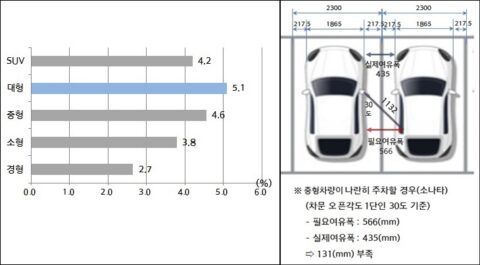 SUV
4.2
대형
5.1
중형
4.6
소형
3.8
경형
2.7
0.0 1.0 2.0 3.0 4.0 5.0 6.0
(%)
2300 2300
217.5 1865 217.5 217.5 1865 217.5
실제여유폭
435
30
도
1132
필요여유폭
566
※ 중형차량이 나란히 주차할 경우(소나타)
(차문 오픈각도 1단인 30도 기준)
- 필요여유폭 : 566(mm)
- 실제여유폭 : 435(mm)
⇨ 131(mm) 부족